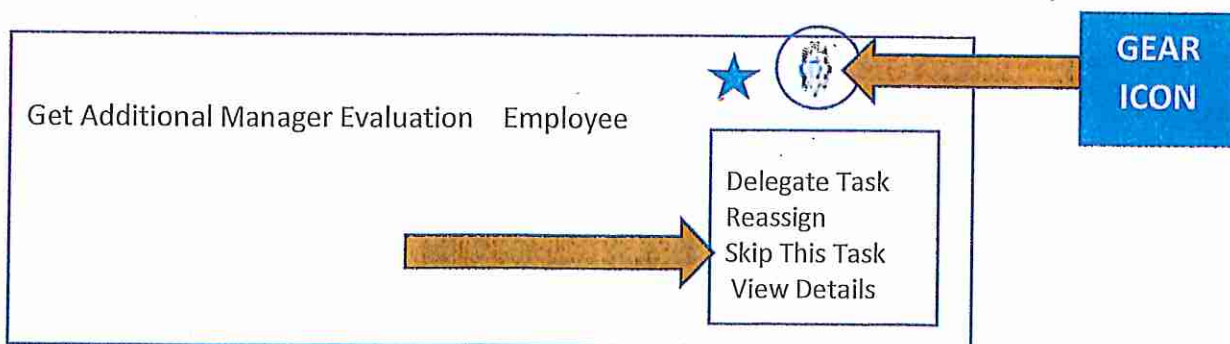 GEAR
ICON
Get Additional Manager Evaluation Employee
Delegate Task
Reassign
Skip This Task
View Details